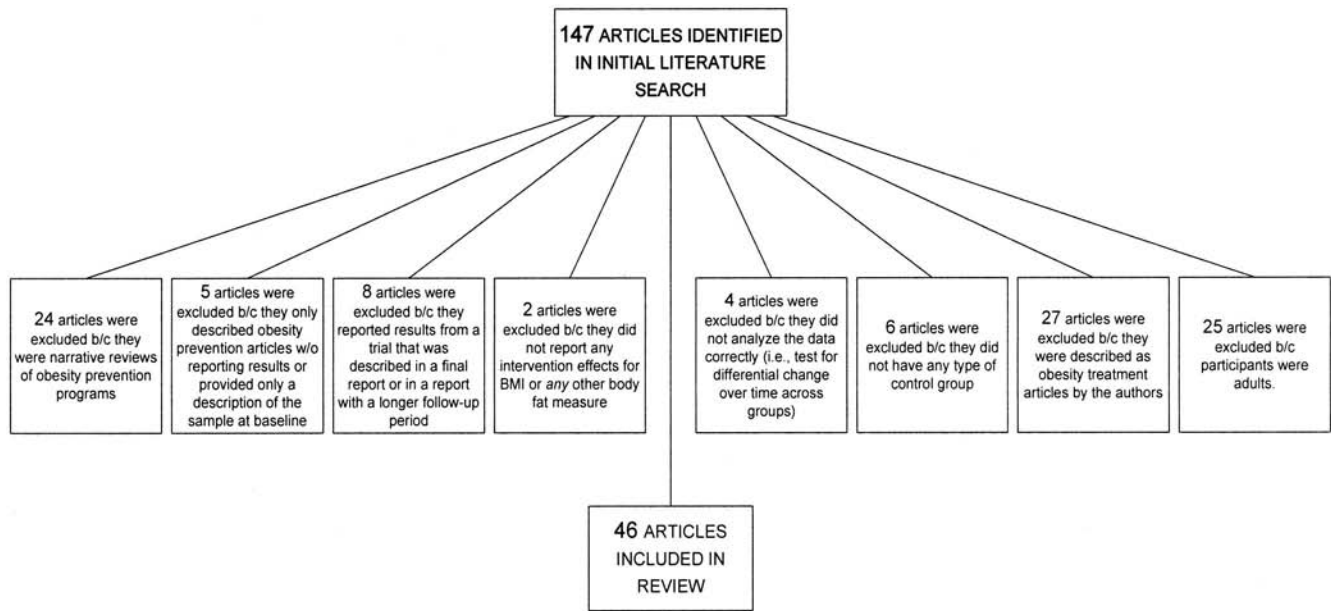 147 ARTICLES IDENTIFIED
IN INITIAL LITERATURE
SEARCH
24 articles were
excluded b/c they
were narrative reviews
of obesity prevention
programs
5 articles were
excluded b/c they only
described obesity
prevention articles w/o
reporting results or
provided only a
description of the
sample at baseline
8 articles were
excluded b/c they
reported results from a
trial that was
described in a final
report or in a report
with a longer follow-up
period
2 articles were
excluded b/c they did
not report any
intervention effects for
BMI or any other body
fat measure
4 articles were
excluded b/c they did
not analyze the data
correctly (i.e., test for
differential change
over time across
groups)
6 articles were
excluded b/c they did
not have any type of
control group
27 articles were
excluded b/c they
were described as
obesity treatment
articles by the authors
25 articles were
excluded b/c
participants were
adults.
46 ARTICLES
INCLUDED IN
REVIEW